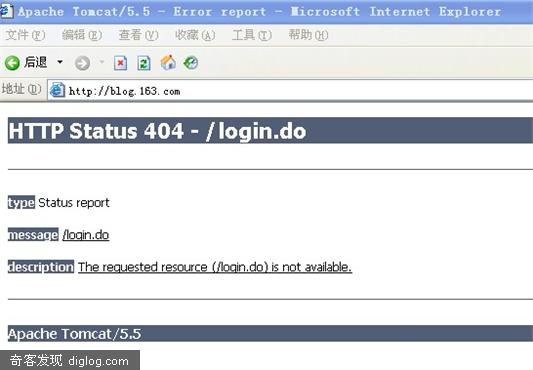 Apache Tomcat/5.5 - Error report - Microsoft Internet Explorer
文件(F) 编辑(E) 查看(V) 收藏(A) 工具(T) 帮助(H)
后退
地址(D) http://blog.163.com
HTTP Status 404 - /login.do
type Status report
message /login.do
description The requested resource (/login.do) is not available.
Apache Tomcat/5.5
奇客发现 diglog.com